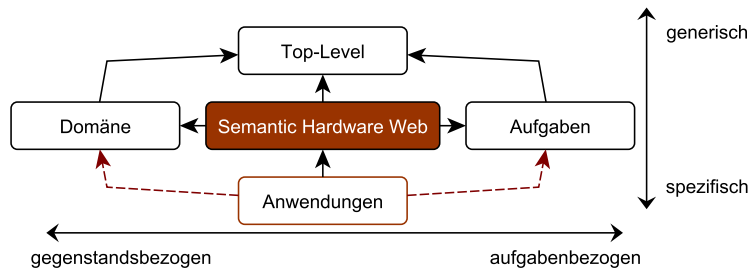 generisch
Top-Level
Domäne
Semantic Hardware Web
Aufgaben
spezifisch
Anwendungen
gegenstandsbezogen
aufgabenbezogen